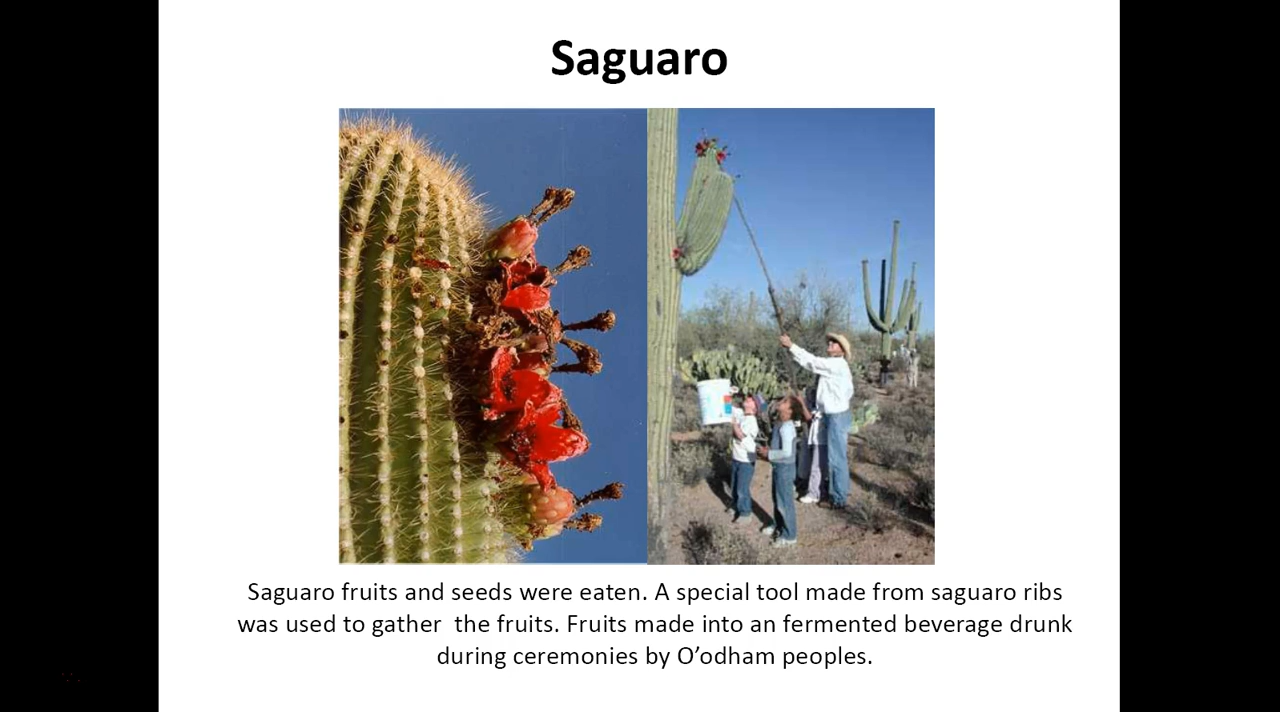 Saguaro
Saguaro fruits and seeds were eaten. A special tool made from saguaro ribs
was used to gather  the fruits. Fruits made into an fermented beverage drunk
during ceremonies by O’odham peoples.